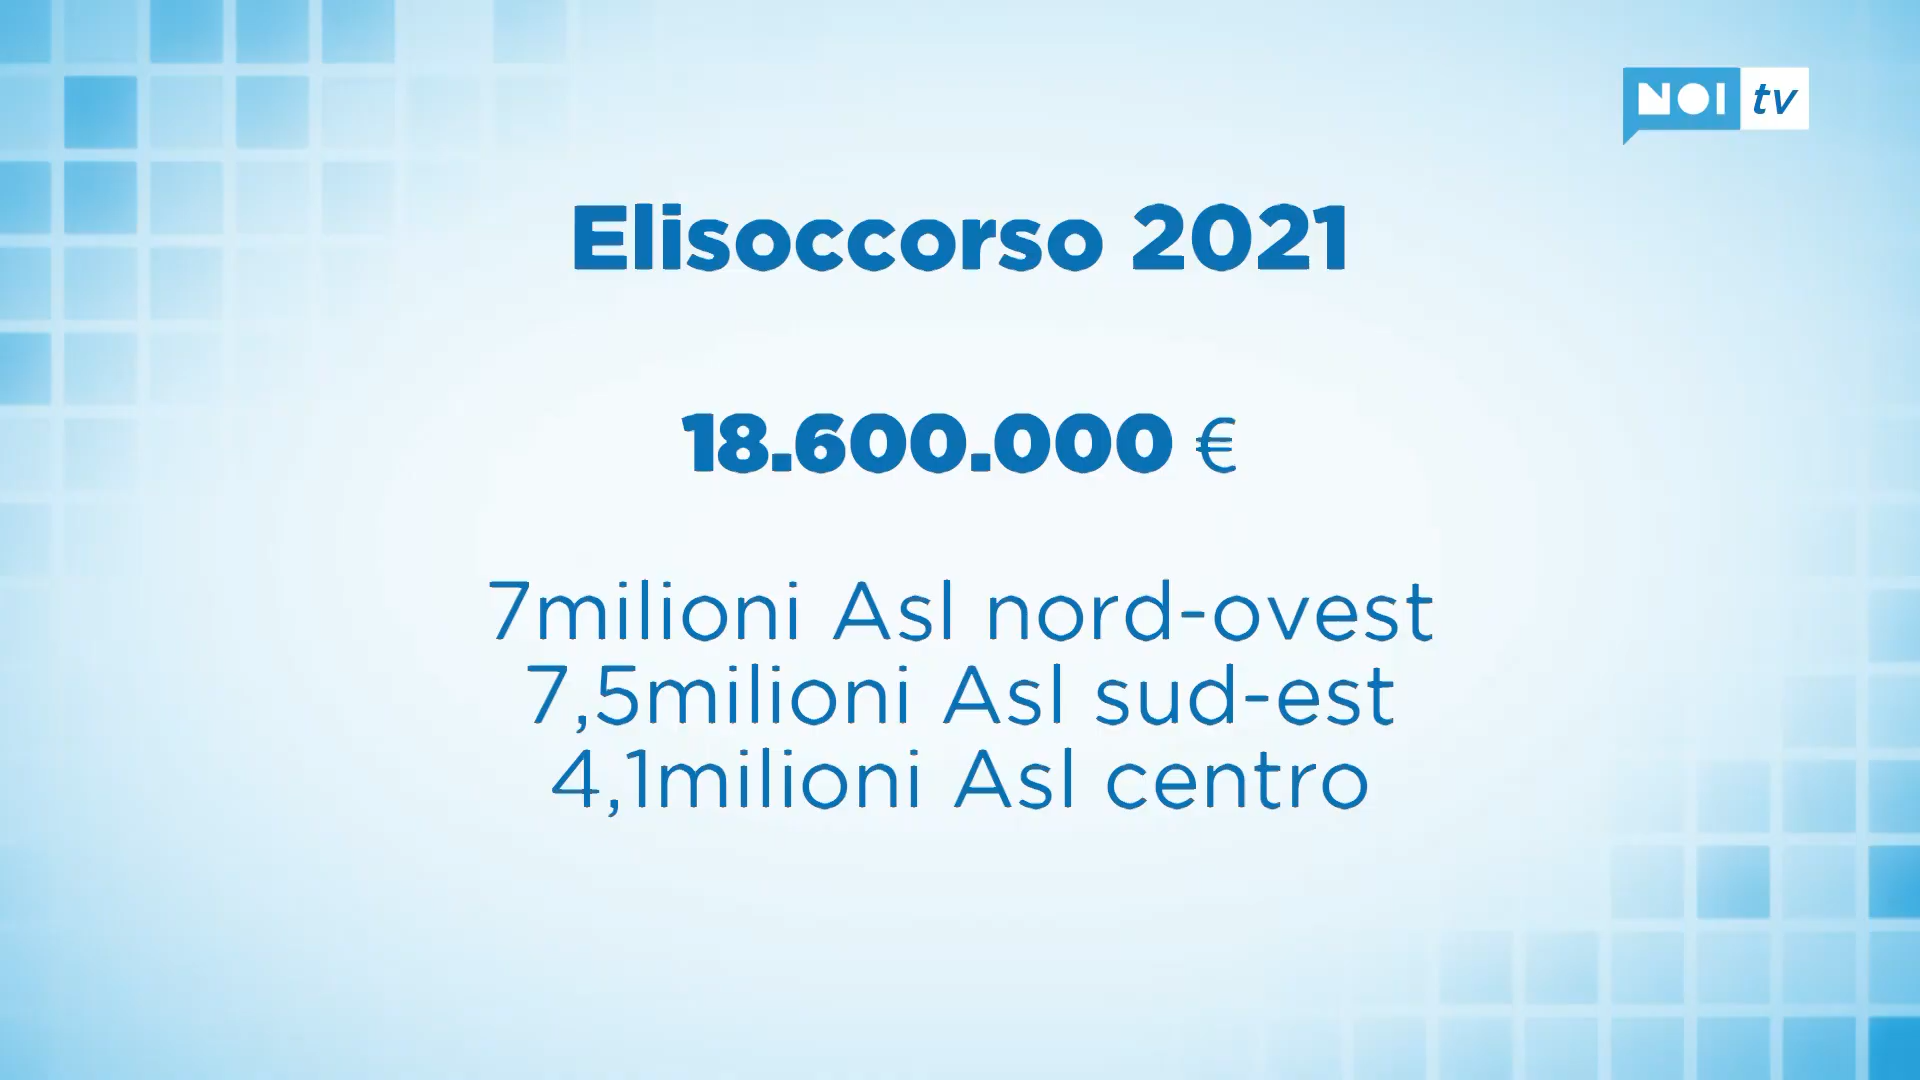 NOI tv
Elisoccorso 2021
18.600.000 €
7milioni Asl nord-ovest
7,5milioni Asl sud-est
4,1milioni Asl centro